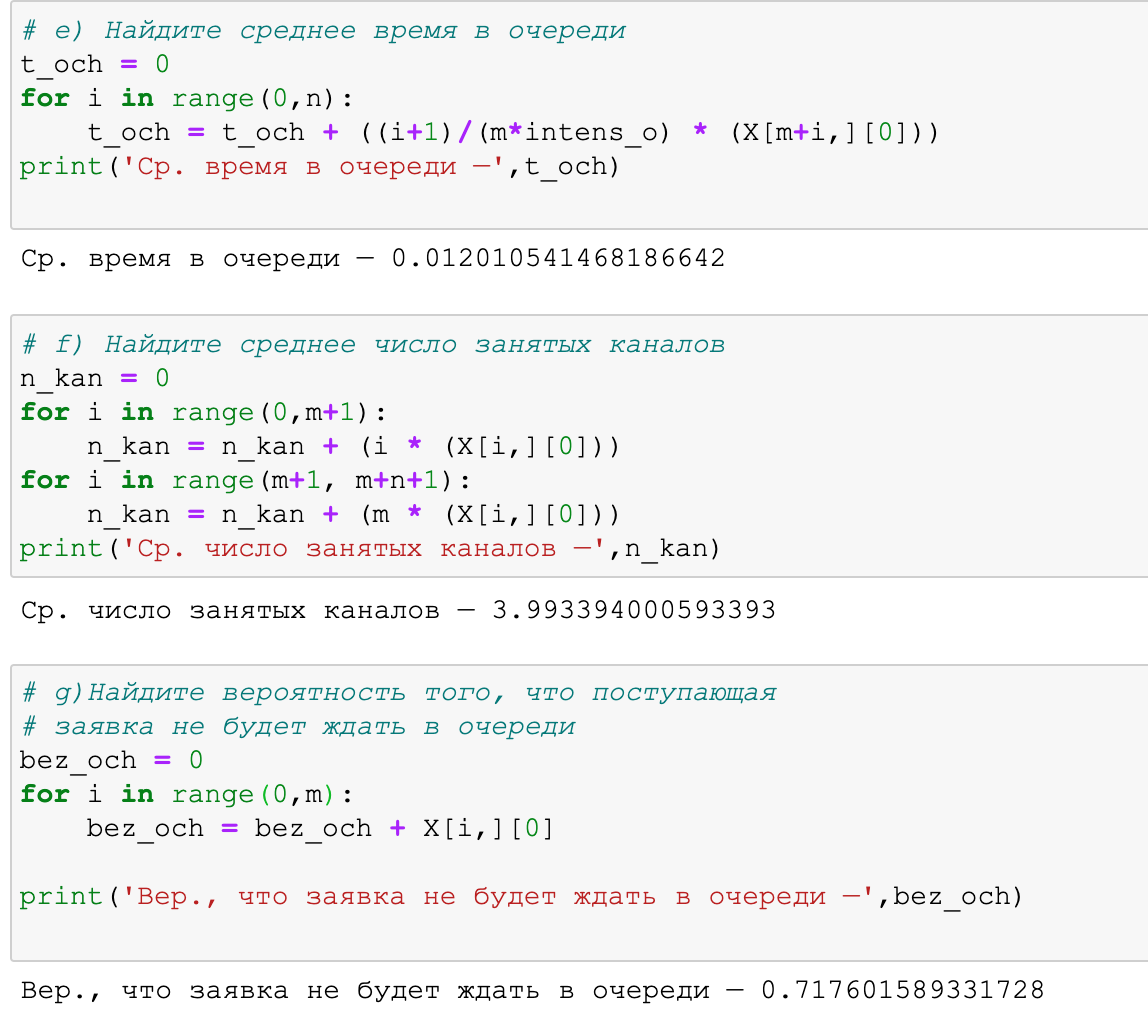 # e) Найдите среднее время в очереди
t_och = 0
for i in range(0,n):
    t_och = t_och + ((i+1)/(m*intens_o) * (X[m+i,][0]))
print('Ср. время в очереди —',t_och)
Ср. время в очереди — 0.012010541468186642
# f) Найдите среднее число занятых каналов
n_kan = 0
for i in range(0,m+1):
    n_kan = n_kan + (i * (X[i,][0]))
for i in range(m+1, m+n+1):
    n_kan = n_kan + (m * (X[i,][0]))
print('Ср. число занятых каналов —',n_kan)
Ср. число занятых каналов — 3.993394000593393
# g)Найдите вероятность того, что поступающая
# заявка не будет ждать в очереди
bez_och = 0
for i in range(0,m):
    bez_och = bez_och + X[i,][0]
print('Вер., что заявка не будет ждать в очереди —',bez_och)
Вер., что заявка не будет ждать в очереди — 0.717601589331728